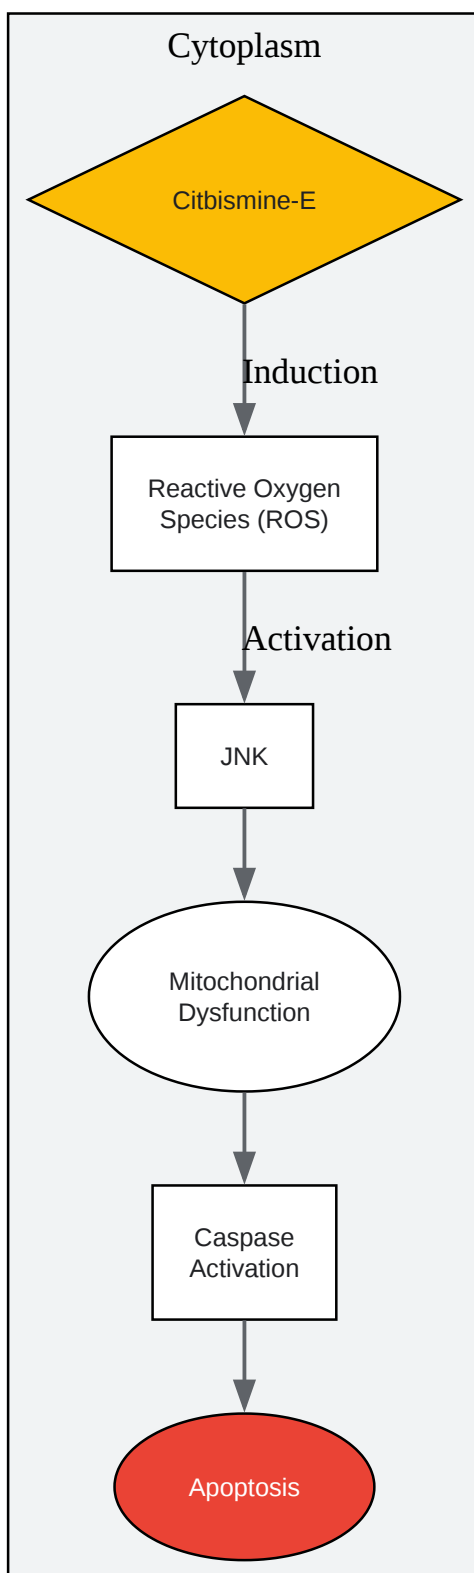 Cytoplasm
Citbismine-E
Induction
Reactive Oxygen
Species (ROS)
Activation
JNK
Mitochondrial
Dysfunction
Caspase
Activation
Apoptosis